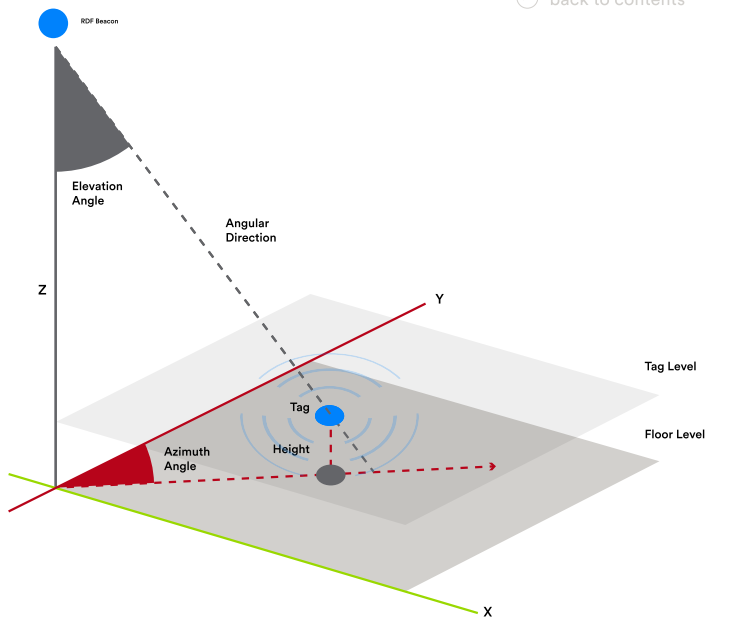 back to contents
RDF Beacon
Elevation
Angle
Angular
Direction
Z
Y
Tag Level
Tag
Floor Level
Height
Azimuth
Angle
X